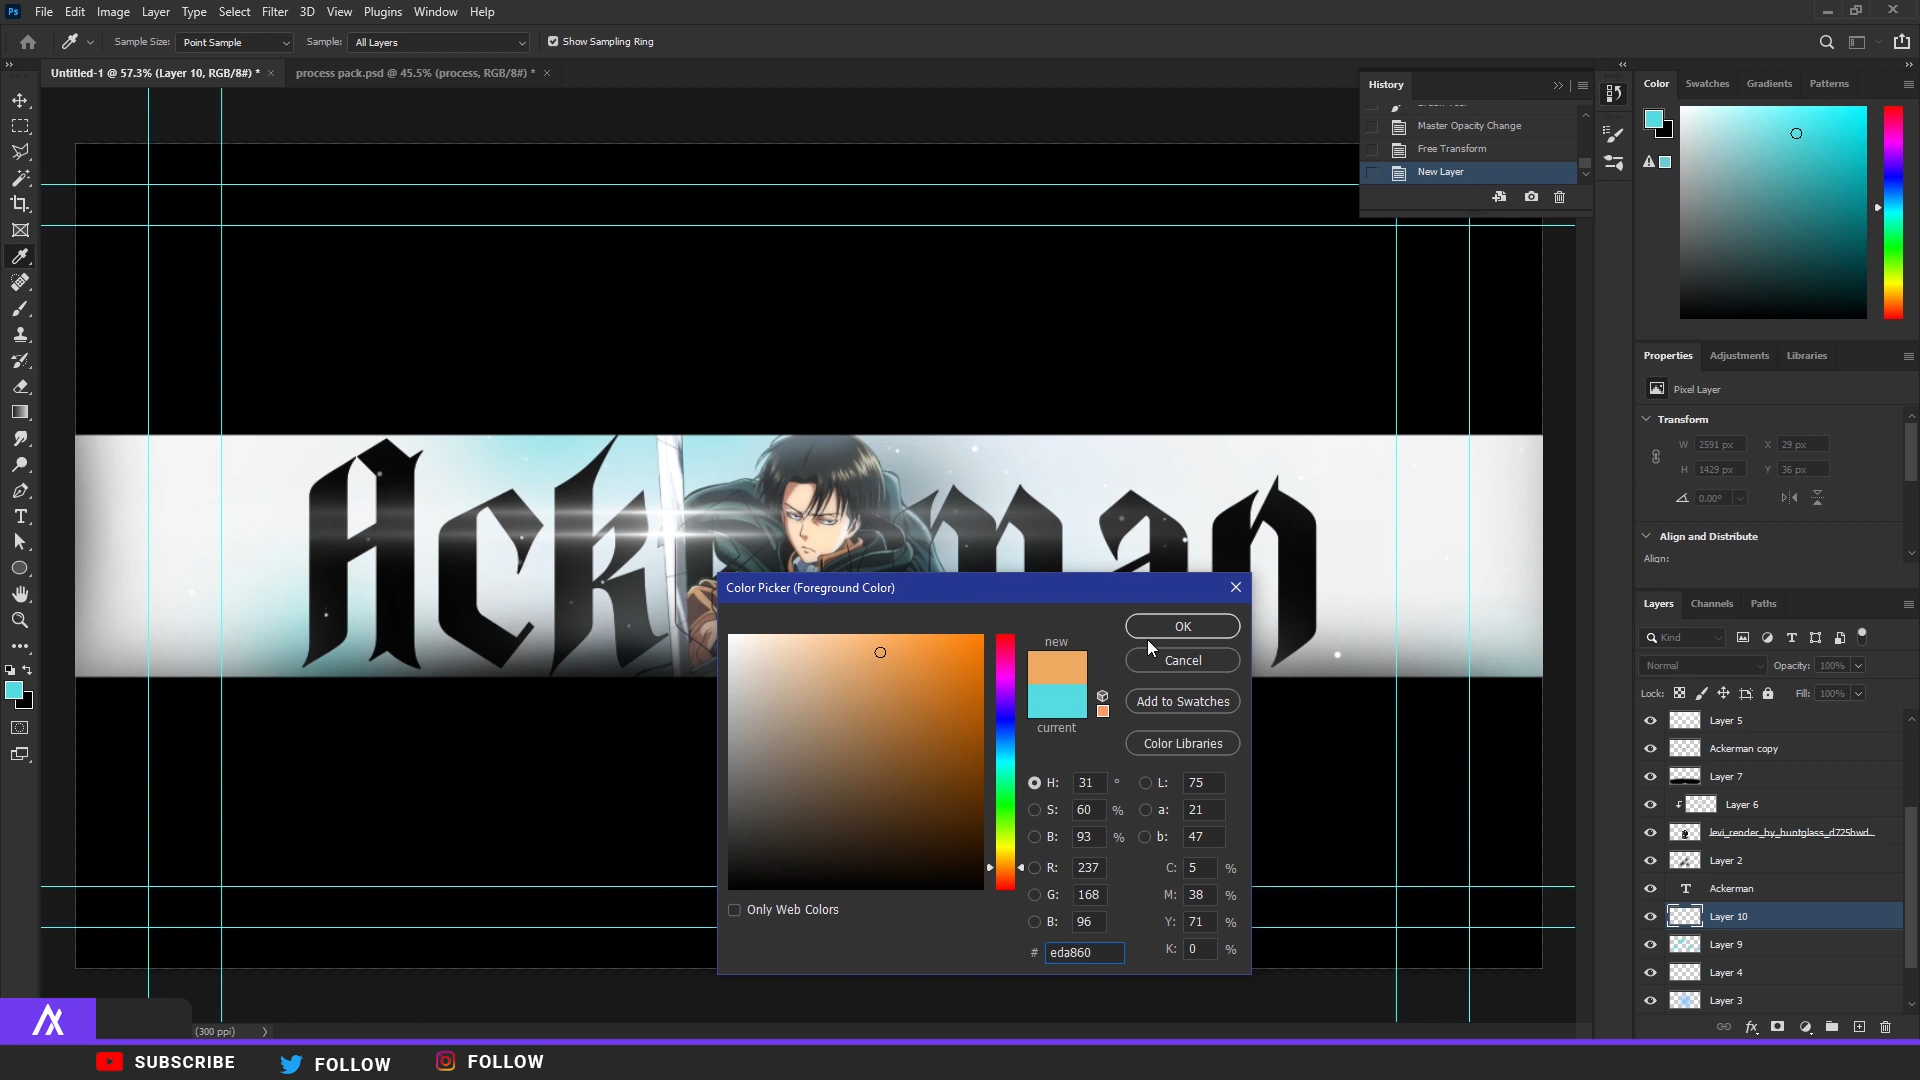 Ps File Edit Image Layer Type Select Filter 3D View Plugins Window Help
Sample Size: Point Sample Sample: All Layers Show Sampling Ring
Untitled-1 @ 57.3% (Layer 10, RGB/8#) * × process pack.psd @ 45.5% (process, RGB/8#) * ×
History
Master Opacity Change
Free Transform
New Layer
Color Swatches Gradients Patterns
Properties Adjustments Libraries
Pixel Layer
Transform
W 2591 px X 29 px
H 1429 px Y 36 px
0.00°
Align and Distribute
Align:
Ackerman
Color Picker (Foreground Color)
new
current
OK
Cancel
Add to Swatches
Color Libraries
H: 31 ° L: 75
S: 60 % a: 21
B: 93 % b: 47
R: 237 C: 5 %
G: 168 M: 38 %
B: 96 Y: 71 %
# eda860 K: 0 %
Only Web Colors
Layers Channels Paths
Kind
Normal Opacity: 100%
Lock: Fill: 100%
Layer 5
Ackerman copy
Layer 7
Layer 6
levi_render_by_huntglass_d725hwd...
Layer 2
T Ackerman
Layer 10
Layer 9
Layer 4
Layer 3
(300 ppi)
SUBSCRIBE FOLLOW FOLLOW